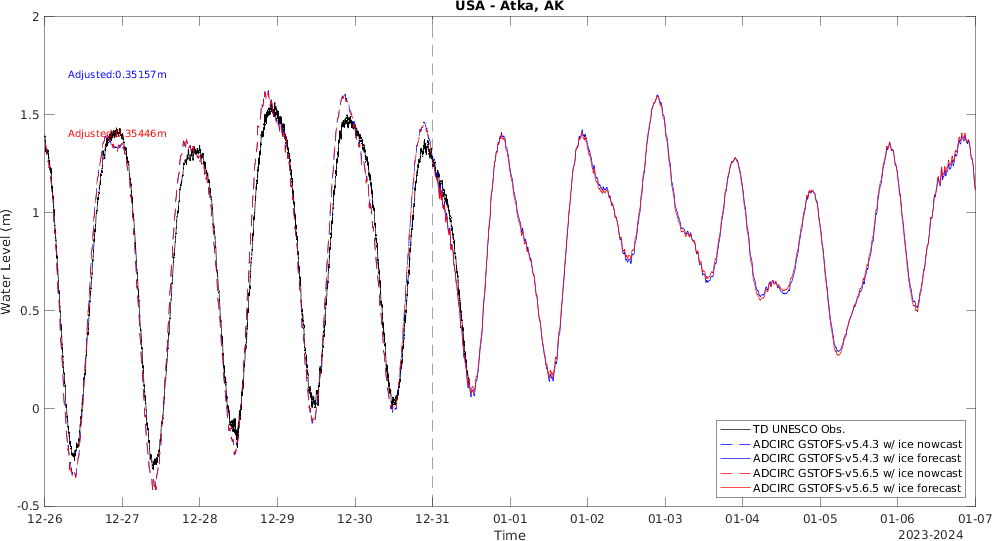 USA - Atka, AK
2
1.5
1
0.5
0
-0.5
Water Level (m)
Adjusted:0.35157m
Adjusted:0.35446m
TD UNESCO Obs.
ADCIRC GSTOFS-v5.4.3 w/ ice nowcast
ADCIRC GSTOFS-v5.4.3 w/ ice forecast
ADCIRC GSTOFS-v5.6.5 w/ ice nowcast
ADCIRC GSTOFS-v5.6.5 w/ ice forecast
12-26 12-27 12-28 12-29 12-30 12-31 01-01 01-02 01-03 01-04 01-05 01-06 01-07
Time
2023-2024